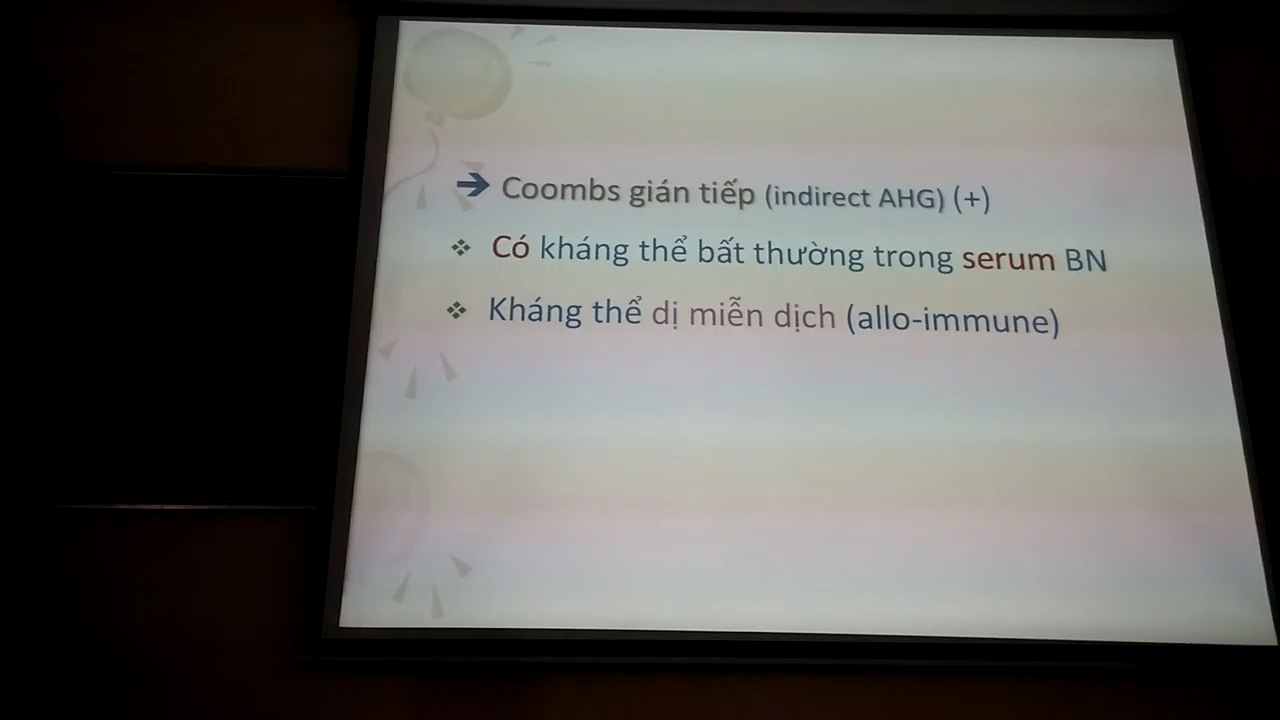 ➔ Coombs gián tiếp (indirect AHG) (+)
❖ Có kháng thể bất thường trong serum BN
❖ Kháng thể dị miễn dịch (allo-immune)